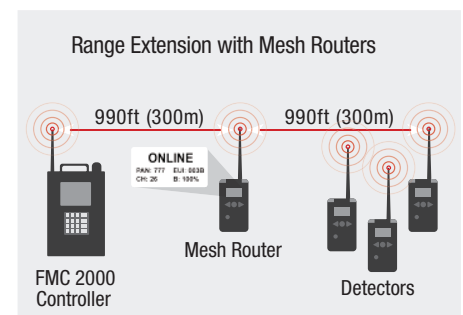 Range Extension with Mesh Routers
990ft (300m)
990ft (300m)
ONLINE
PAN: 777 EUI: 003B
CH: 26 B: 100%
Mesh Router
FMC 2000
Controller
Detectors